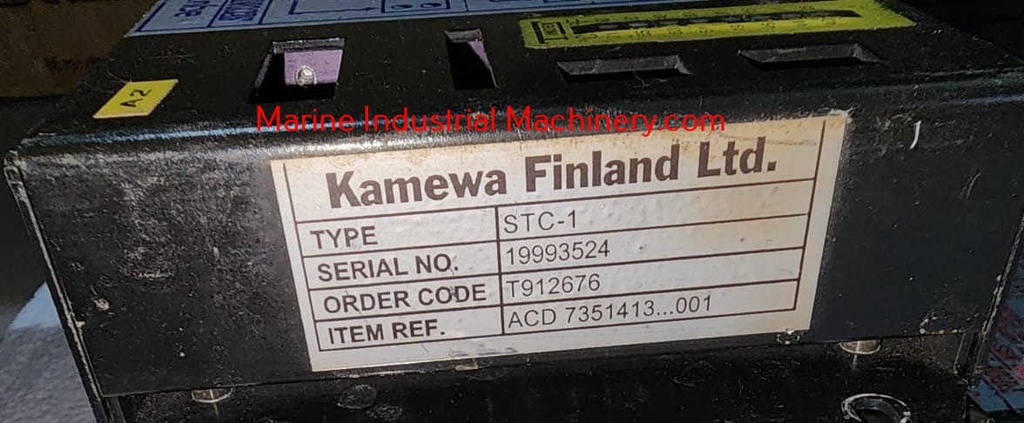 A2
Marine Industrial Machinery.com
Kamewa Finland Ltd.
TYPE STC-1
SERIAL NO. 19993524
ORDER CODE T912676
ITEM REF. ACD 7351413...001